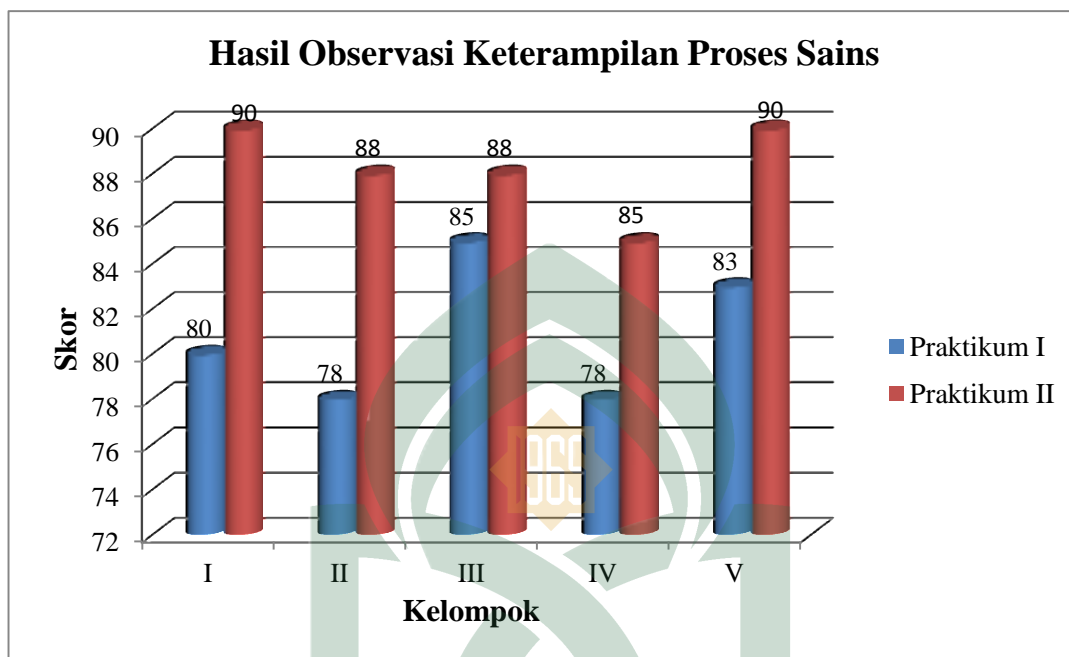 Hasil Observasi Keterampilan Proses Sains
90
88
86
84
82
80
78
76
74
72
Skor
80
90
78
88
85
88
78
85
83
90
I
II
III
IV
V
Kelompok
Praktikum I
Praktikum II
1969